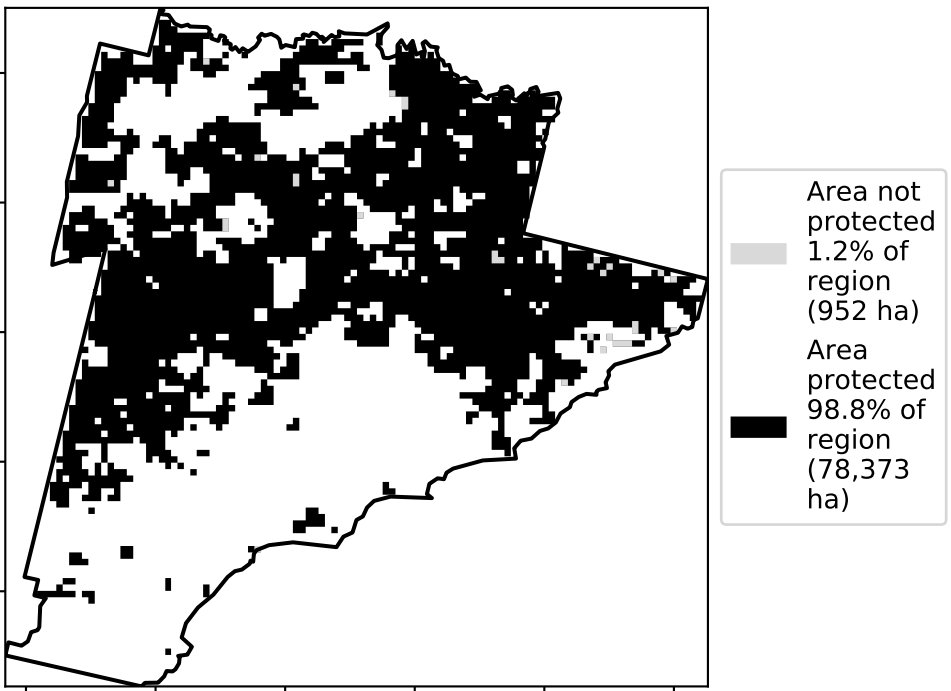 Area not
protected
1.2% of
region
(952 ha)
Area
protected
98.8% of
region
(78,373
ha)